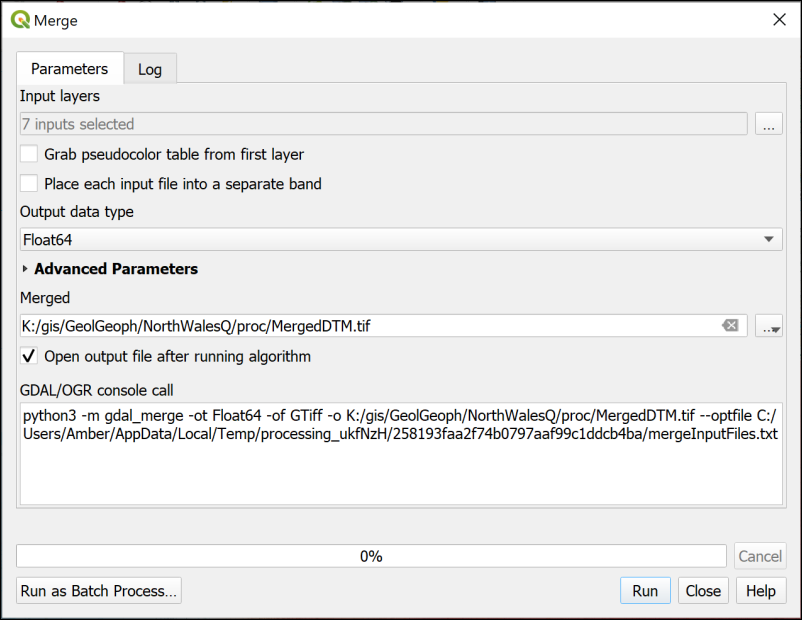 Merge
Parameters
Log
Input layers
7 inputs selected
...
Grab pseudocolor table from first layer
Place each input file into a separate band
Output data type
Float64
Advanced Parameters
Merged
K:/gis/GeolGeoph/NorthWalesQ/proc/MergedDTM.tif
...
Open output file after running algorithm
GDAL/OGR console call
python3 -m gdal_merge -ot Float64 -of GTiff -o K:/gis/GeolGeoph/NorthWalesQ/proc/MergedDTM.tif --optfile C:/
Users/Amber/AppData/Local/Temp/processing_ukfNzH/258193faa2f74b0797aaf99c1ddcb4ba/mergeInputFiles.txt
0%
Cancel
Run as Batch Process...
Run
Close
Help